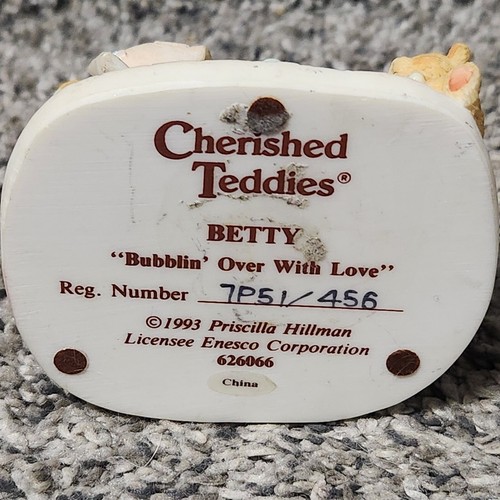 Cherished
Teddies®
BETTY
“Bubblin' Over With Love”
Reg. Number 7P51/456
©1993 Priscilla Hillman
Licensee Enesco Corporation
626066
China